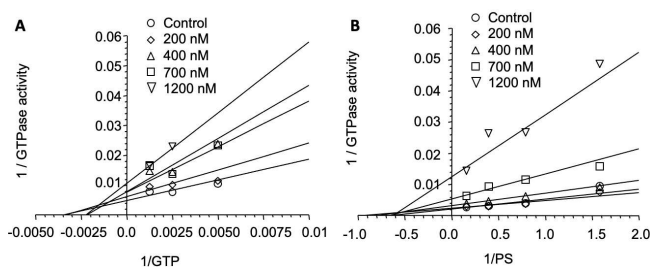 A
Control
200 nM
400 nM
700 nM
1200 nM
1 / GTPase activity
0.06
0.05
0.04
0.03
0.02
0.01
-0.0050 -0.0025 0.0 0.0025 0.0050 0.0075 0.01
1/GTP
B
Control
200 nM
400 nM
700 nM
1200 nM
1 / GTPase activity
0.06
0.05
0.04
0.03
0.02
0.01
-1.0 -0.5 0.0 0.5 1.0 1.5 2.0
1/PS